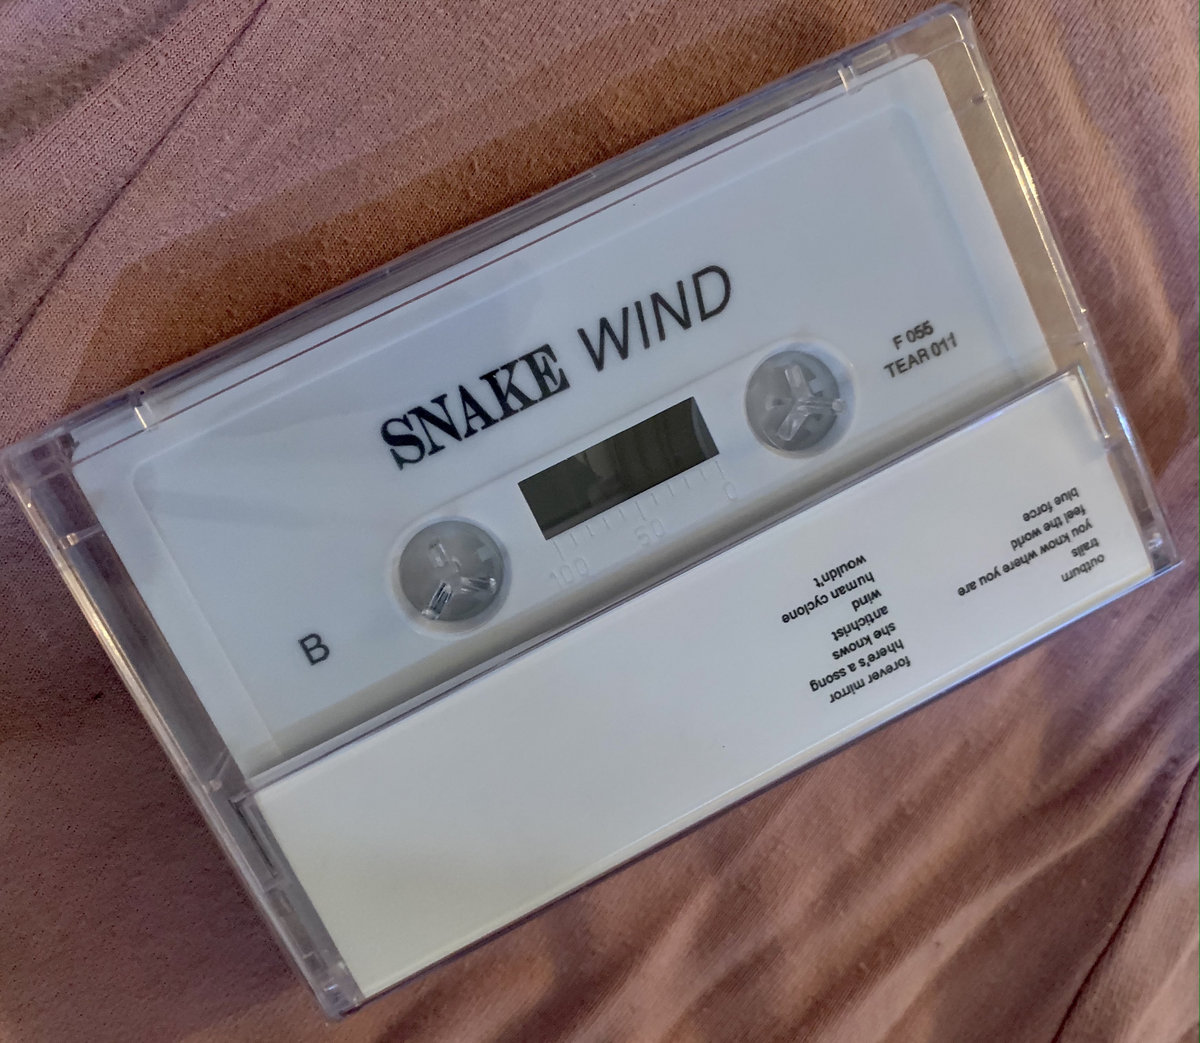 SNAKE WIND
F 055
TEAR 011
B
100 50 0
outburn
trails
you know where you are
feel the world
blue force
forever mirror
hhere's a ssong
she knows
antichrist
wind
human cyclone
wouldn't